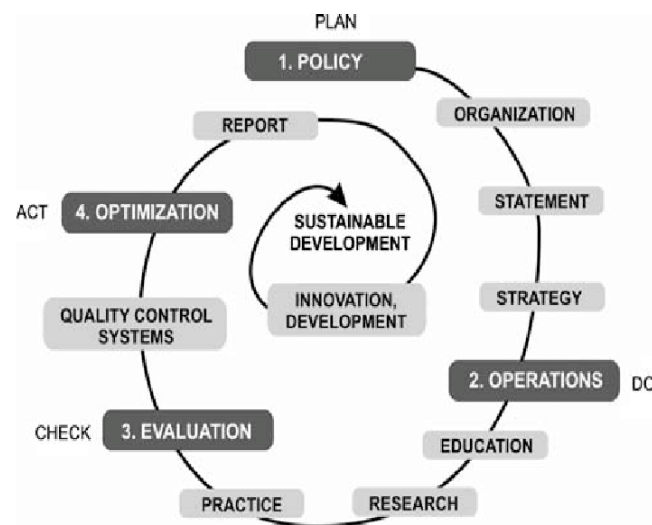 PLAN
1. POLICY
ORGANIZATION
STATEMENT
STRATEGY
2. OPERATIONS
DO
EDUCATION
RESEARCH
PRACTICE
3. EVALUATION
CHECK
QUALITY CONTROL
SYSTEMS
4. OPTIMIZATION
ACT
REPORT
INNOVATION,
DEVELOPMENT
SUSTAINABLE
DEVELOPMENT